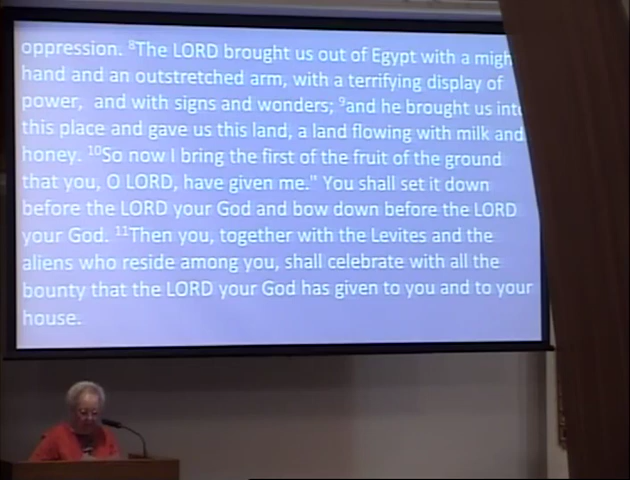 oppression. ⁸The LORD brought us out of Egypt with a migh
hand and an outstretched arm, with a terrifying display of
power, and with signs and wonders; ⁹and he brought us into
this place and gave us this land, a land flowing with milk and
honey. ¹⁰So now I bring the first of the fruit of the ground
that you, O LORD, have given me." You shall set it down
before the LORD your God and bow down before the LORD
your God. ¹¹Then you, together with the Levites and the
aliens who reside among you, shall celebrate with all the
bounty that the LORD your God has given to you and to your
house.